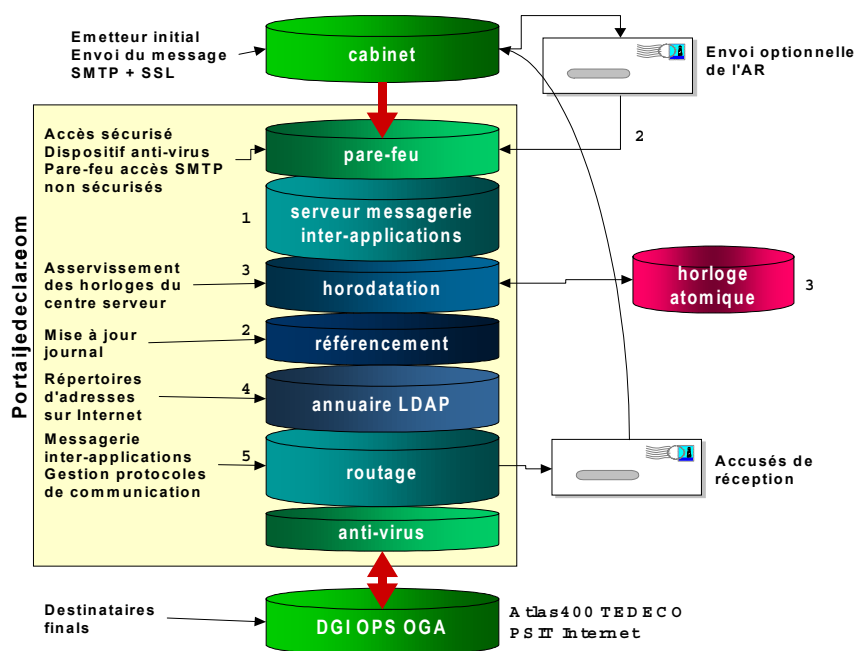 Emetteur initial
Envoi du message
SMTP + SSL
cabinet
Envoi optionnelle
de l'AR
Accès sécurisé
Dispositif anti-virus
Pare-feu accès SMTP
non sécurisés
pare-feu
2
1
serveur messagerie
inter-applications
Asservissement
des horloges du
centre serveur
3
horodatation
horloge
atomique
3
Mise à jour
journal
2
référencement
Répertoires
d'adresses
sur Internet
4
annuaire LDAP
Messagerie
inter-applications
Gestion protocoles
de communication
5
routage
Accusés de
réception
anti-virus
Portaijedeclar.com
Destinataires
finals
DGI OPS OGA
Atlas400 TEDECO
PSIT Internet